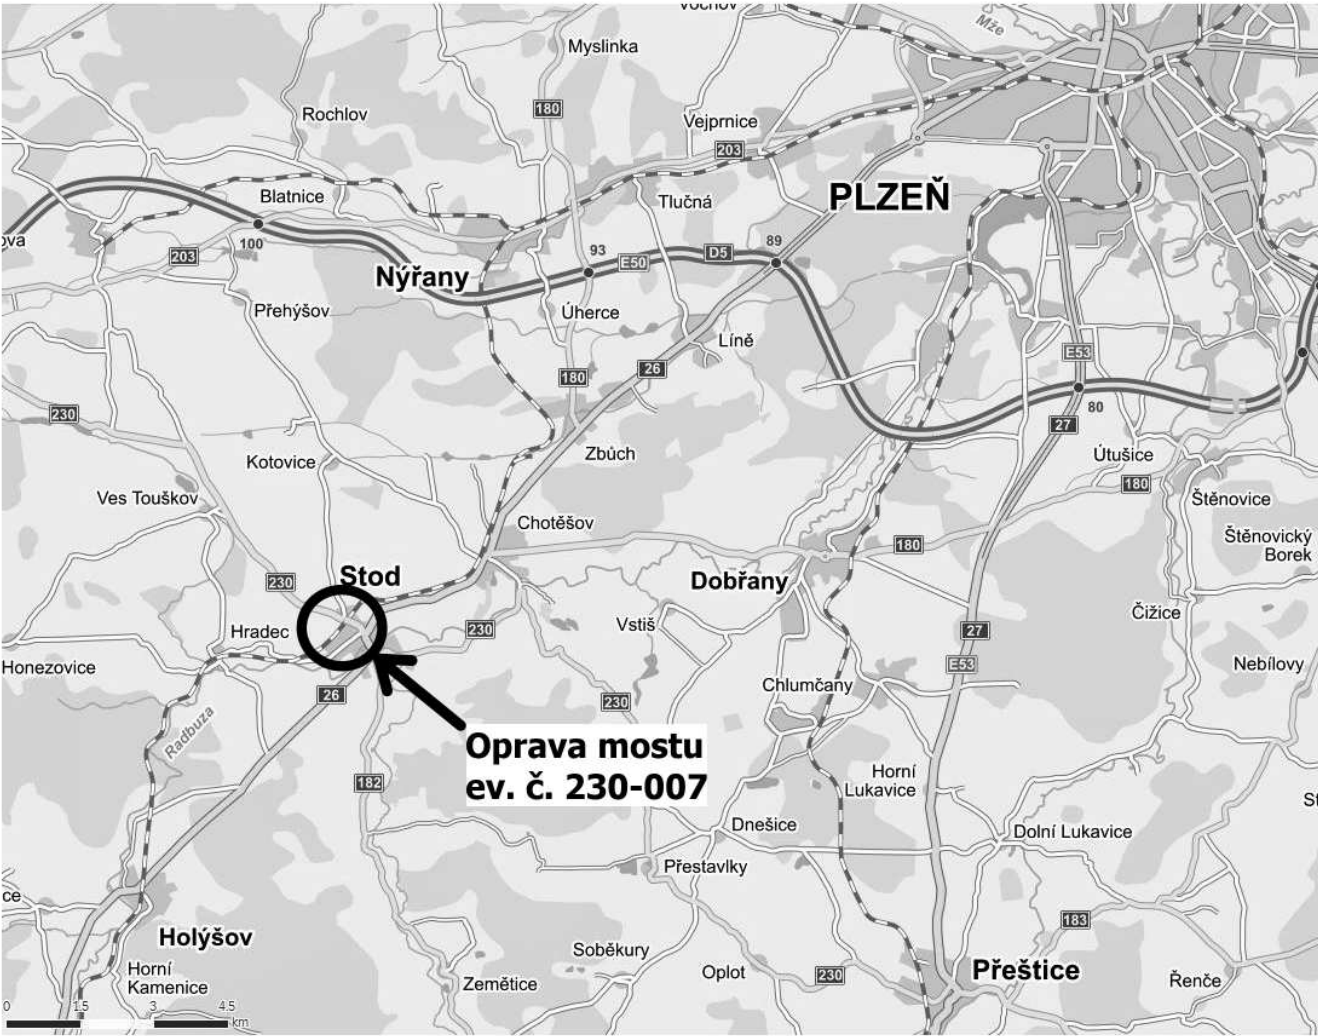 Vochov
Mže
Myslinka
180
Rochlov
Vejprnice
203
PLZEŇ
Blatnice
Tlučná
ova
100
203
93
E50
D5
89
Nýřany
Přehýšov
Úherce
Líně
E53
26
180
80
230
27
Zbůch
Kotovice
Útušice
180
Ves Touškov
Štěnovice
Chotěšov
Štěnovický
Borek
180
230
Stod
Dobřany
Čižice
Hradec
230
Vstiš
27
Honezovice
E53
Nebílovy
26
Chlumčany
230
Radbuza
Oprava mostu
ev. č. 230-007
182
Horní
Lukavice
St
Dnešice
Dolní Lukavice
Přestavlky
ce
183
Holýšov
Soběkury
Horní
Kamenice
Zemětice
Oplot
230
Přeštice
Řenče
0 1.5 3 4.5
km